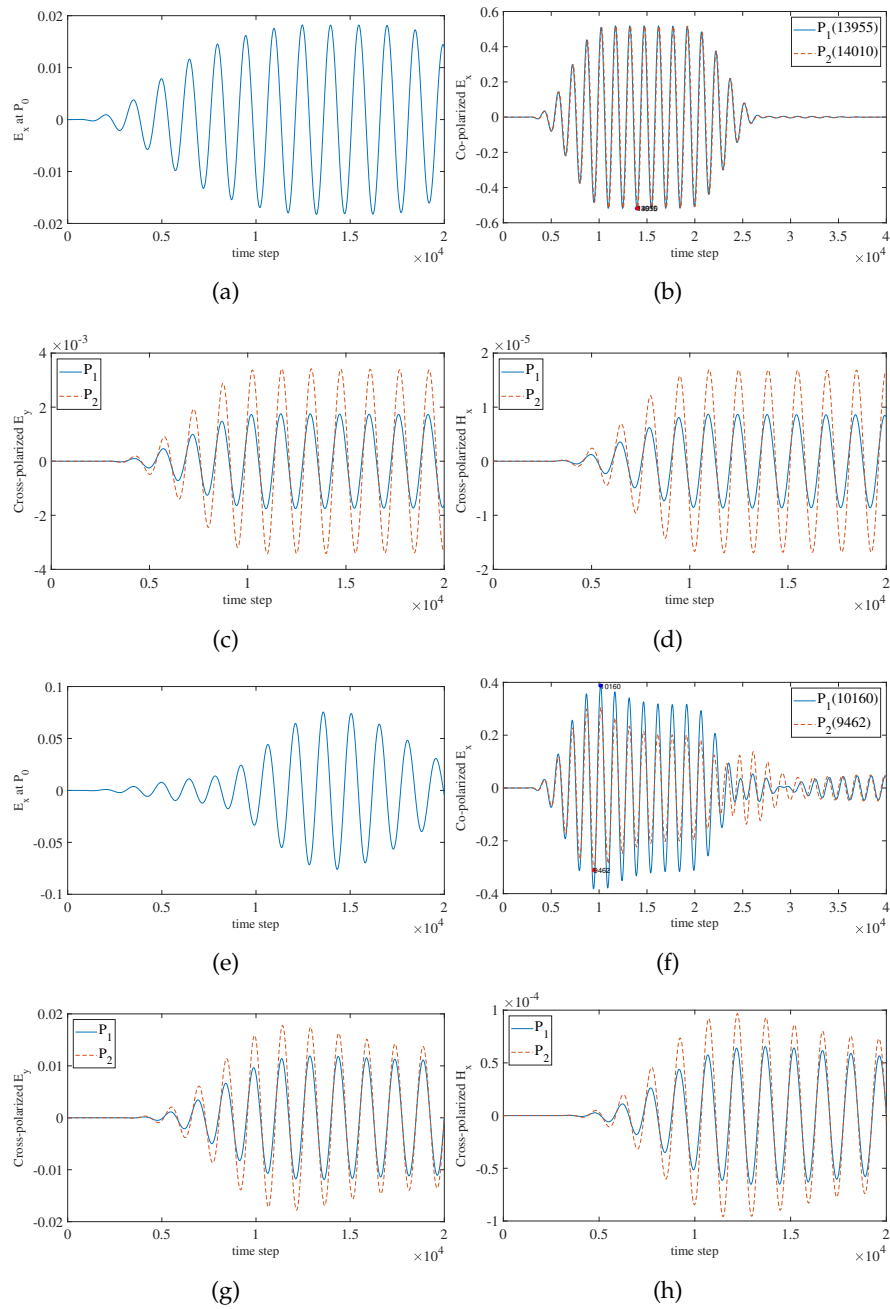 0.02
0.01
0
-0.01
-0.02
E_x at P_0
0 0.5 1 1.5 2
time step
×10^4
(a)
0.6
0.4
0.2
0
-0.2
-0.4
-0.6
Co-polarized E_x
P_1(13955)
P_2(14010)
0 0.5 1 1.5 2 2.5 3 3.5 4
time step
×10^4
(b)
×10^-3
4
2
0
-2
-4
Cross-polarized E_y
P_1
P_2
0 0.5 1 1.5 2
time step
×10^4
(c)
×10^-5
2
1
0
-1
-2
Cross-polarized H_x
P_1
P_2
0 0.5 1 1.5 2
time step
×10^4
(d)
0.1
0.05
0
-0.05
-0.1
E_x at P_0
0 0.5 1 1.5 2
time step
×10^4
(e)
0.4
0.2
0
-0.2
-0.4
Co-polarized E_x
P_1(10160)
P_2(9462)
10160
9462
0 0.5 1 1.5 2 2.5 3 3.5 4
time step
×10^4
(f)
0.02
0.01
0
-0.01
-0.02
Cross-polarized E_y
P_1
P_2
0 0.5 1 1.5 2
time step
×10^4
(g)
×10^-4
1
0.5
0
-0.5
-1
Cross-polarized H_x
P_1
P_2
0 0.5 1 1.5 2
time step
×10^4
(h)